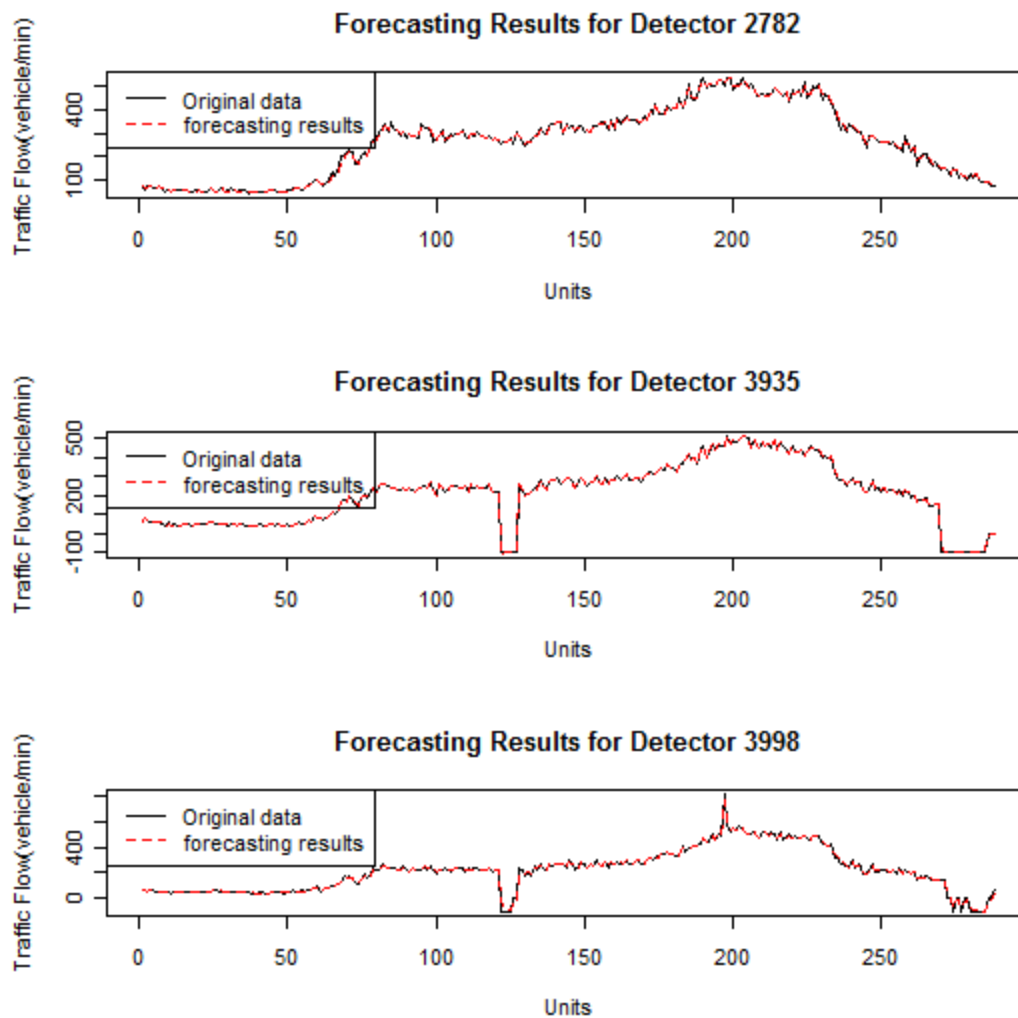 Forecasting Results for Detector 2782
Traffic Flow(vehicle/min)
400
100
Original data
forecasting results
0 50 100 150 200 250
Units
Forecasting Results for Detector 3935
Traffic Flow(vehicle/min)
500
200
-100
Original data
forecasting results
0 50 100 150 200 250
Units
Forecasting Results for Detector 3998
Traffic Flow(vehicle/min)
400
0
Original data
forecasting results
0 50 100 150 200 250
Units